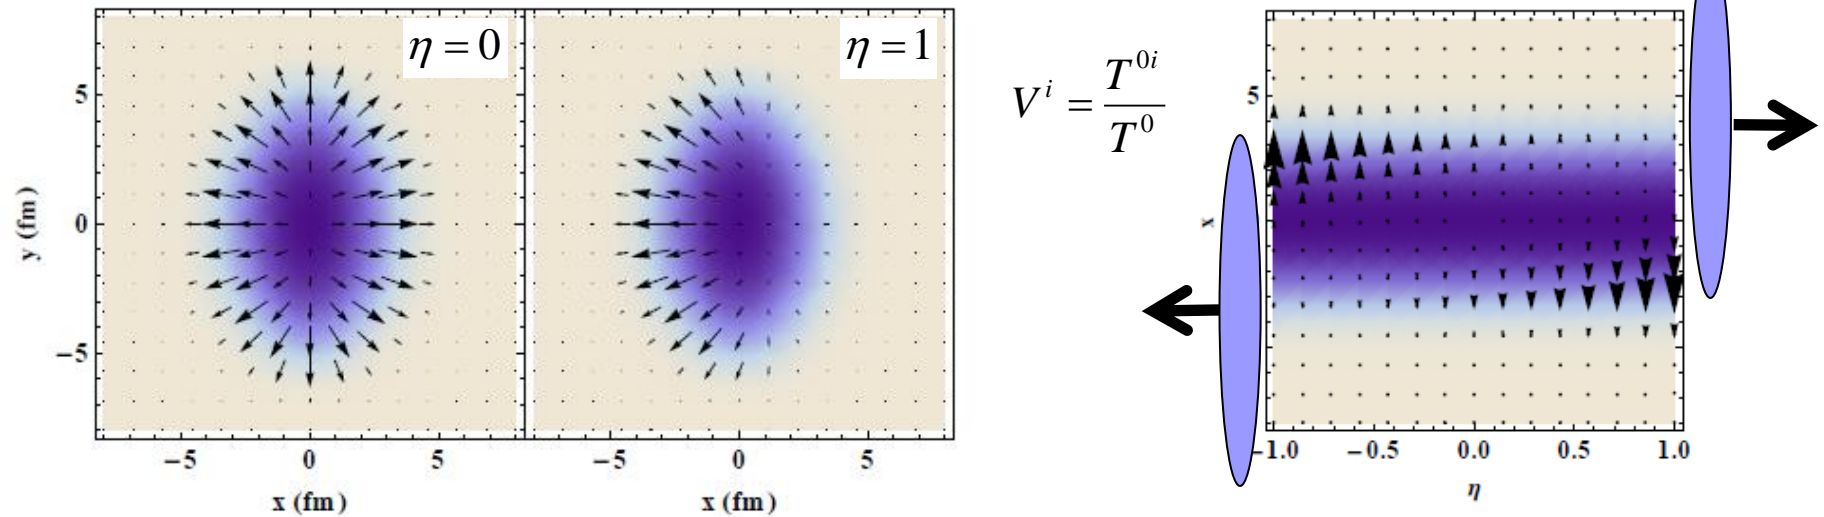 η = 0
η = 1
5
0
−5
y (fm)
−5
0
5
−5
0
5
x (fm)
x (fm)
V^i = T^{0i} / T^0
5
x
-1.0
−0.5
0.0
0.5
1.0
η